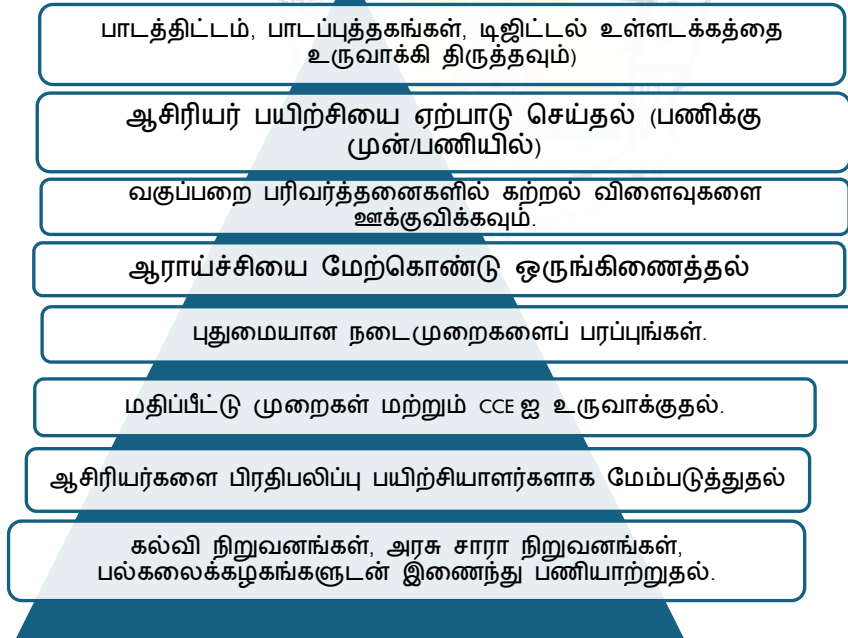 பாடத்திட்டம், பாடப்புத்தகங்கள், டிஜிட்டல் உள்ளடக்கத்தை
உருவாக்கி திருத்தவும்)
ஆசிரியர் பயிற்சியை ஏற்பாடு செய்தல் (பணிக்கு
முன்/பணியில்)
வகுப்பறை பரிவர்த்தனைகளில் கற்றல் விளைவுகளை
ஊக்குவிக்கவும்.
ஆராய்ச்சியை மேற்கொண்டு ஒருங்கிணைத்தல்
புதுமையான நடைமுறைகளைப் பரப்புங்கள்.
மதிப்பீட்டு முறைகள் மற்றும் CCE ஐ உருவாக்குதல்.
ஆசிரியர்களை பிரதிபலிப்பு பயிற்சியாளர்களாக மேம்படுத்துதல்
கல்வி நிறுவனங்கள், அரசு சாரா நிறுவனங்கள்,
பல்கலைக்கழகங்களுடன் இணைந்து பணியாற்றுதல்.